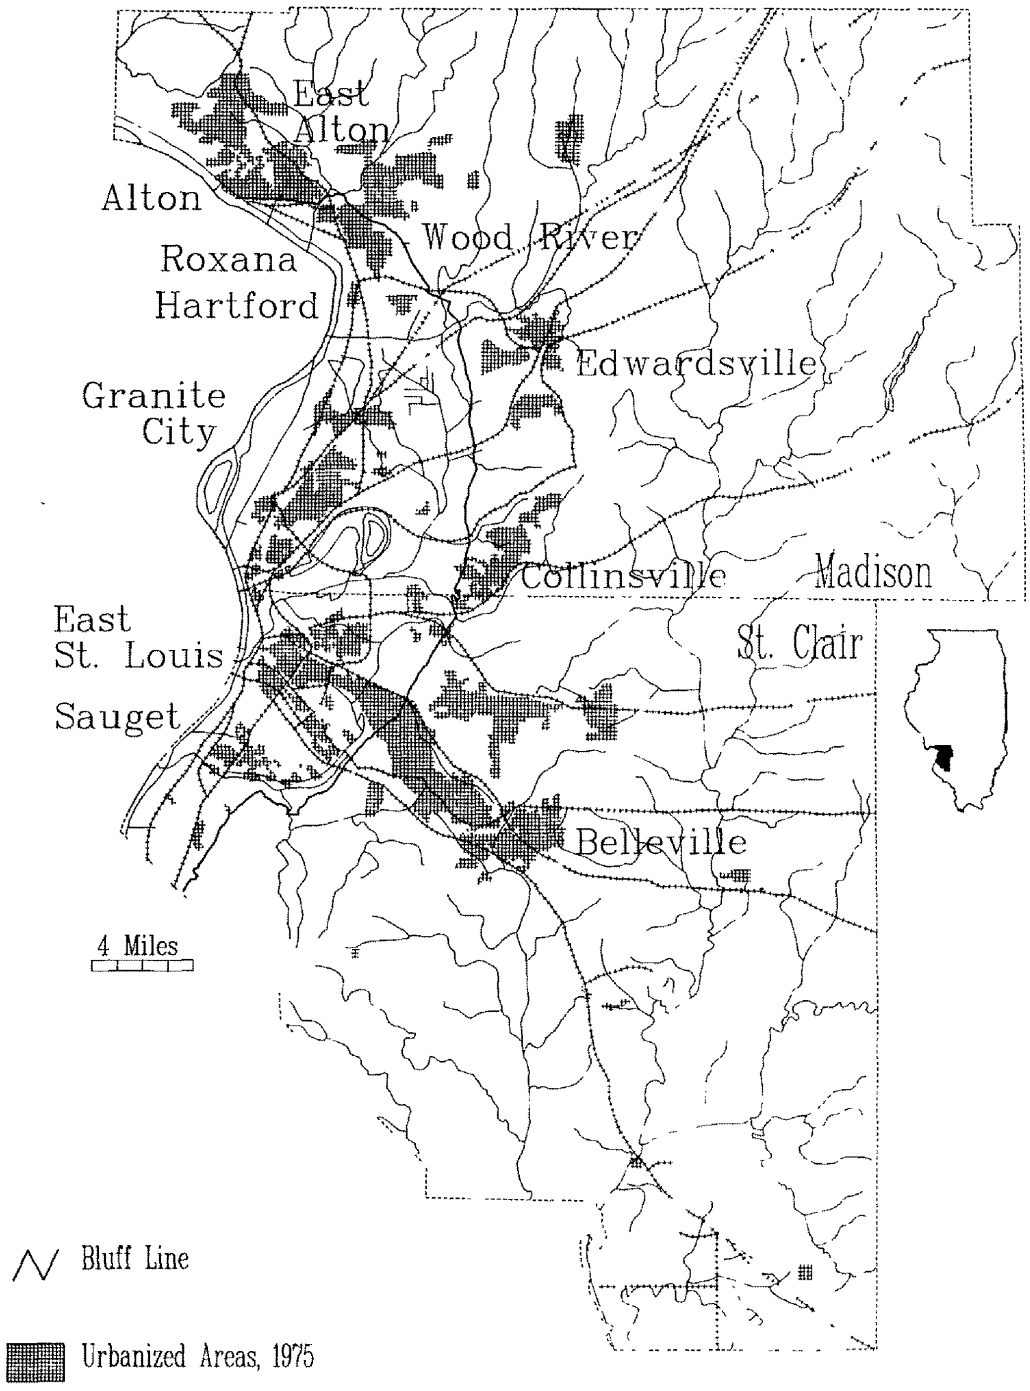 East
Alton
Alton
Wood River
Roxana
Hartford
Edwardsville
Granite
City
Collinsville
Madison
East
St. Louis
St. Clair
Sauget
Belleville
4 Miles
Bluff Line
Urbanized Areas, 1975